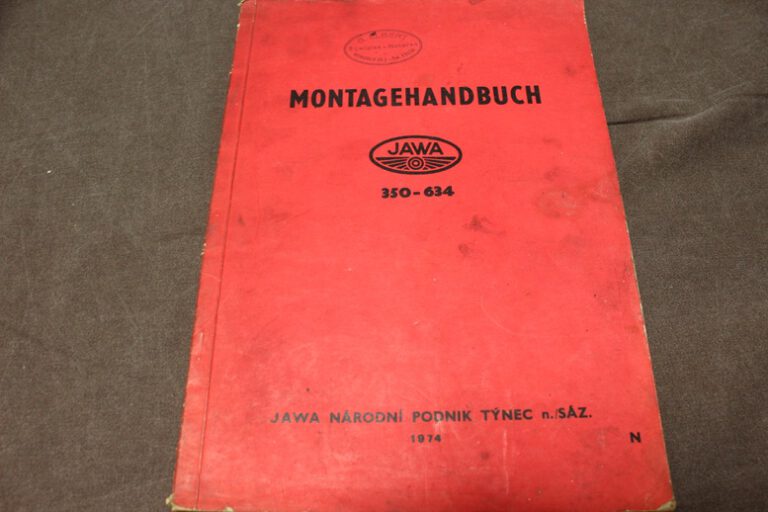 MONTAGEHANDBUCH
JAWA
350-634
JAWA NÁRODNÍ PODNIK TÝNEC n./SÁZ.
1974
N